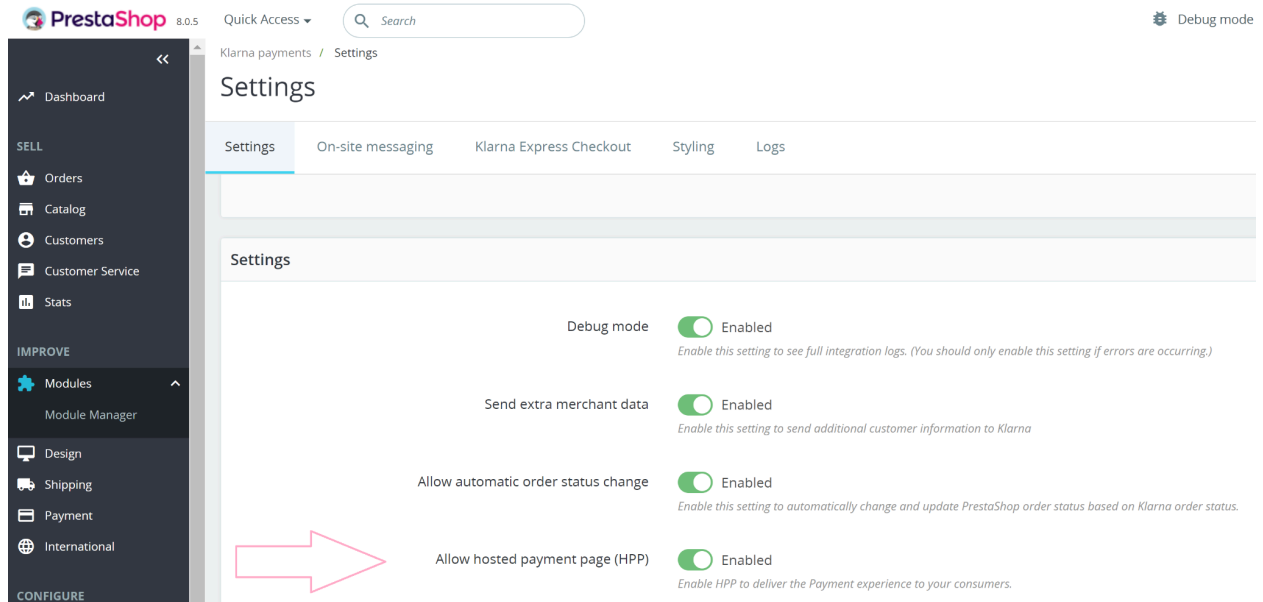 PrestaShop 8.0.5 Quick Access Search Debug mode
Klarna payments / Settings
Settings
Dashboard
Settings On-site messaging Klarna Express Checkout Styling Logs
SELL
Orders
Catalog
Customers
Customer Service
Stats
IMPROVE
Modules
Module Manager
Design
Shipping
Payment
International
CONFIGURE
Settings
Debug mode Enabled
Enable this setting to see full integration logs. (You should only enable this setting if errors are occurring.)
Send extra merchant data Enabled
Enable this setting to send additional customer information to Klarna
Allow automatic order status change Enabled
Enable this setting to automatically change and update PrestaShop order status based on Klarna order status.
Allow hosted payment page (HPP) Enabled
Enable HPP to deliver the Payment experience to your consumers.